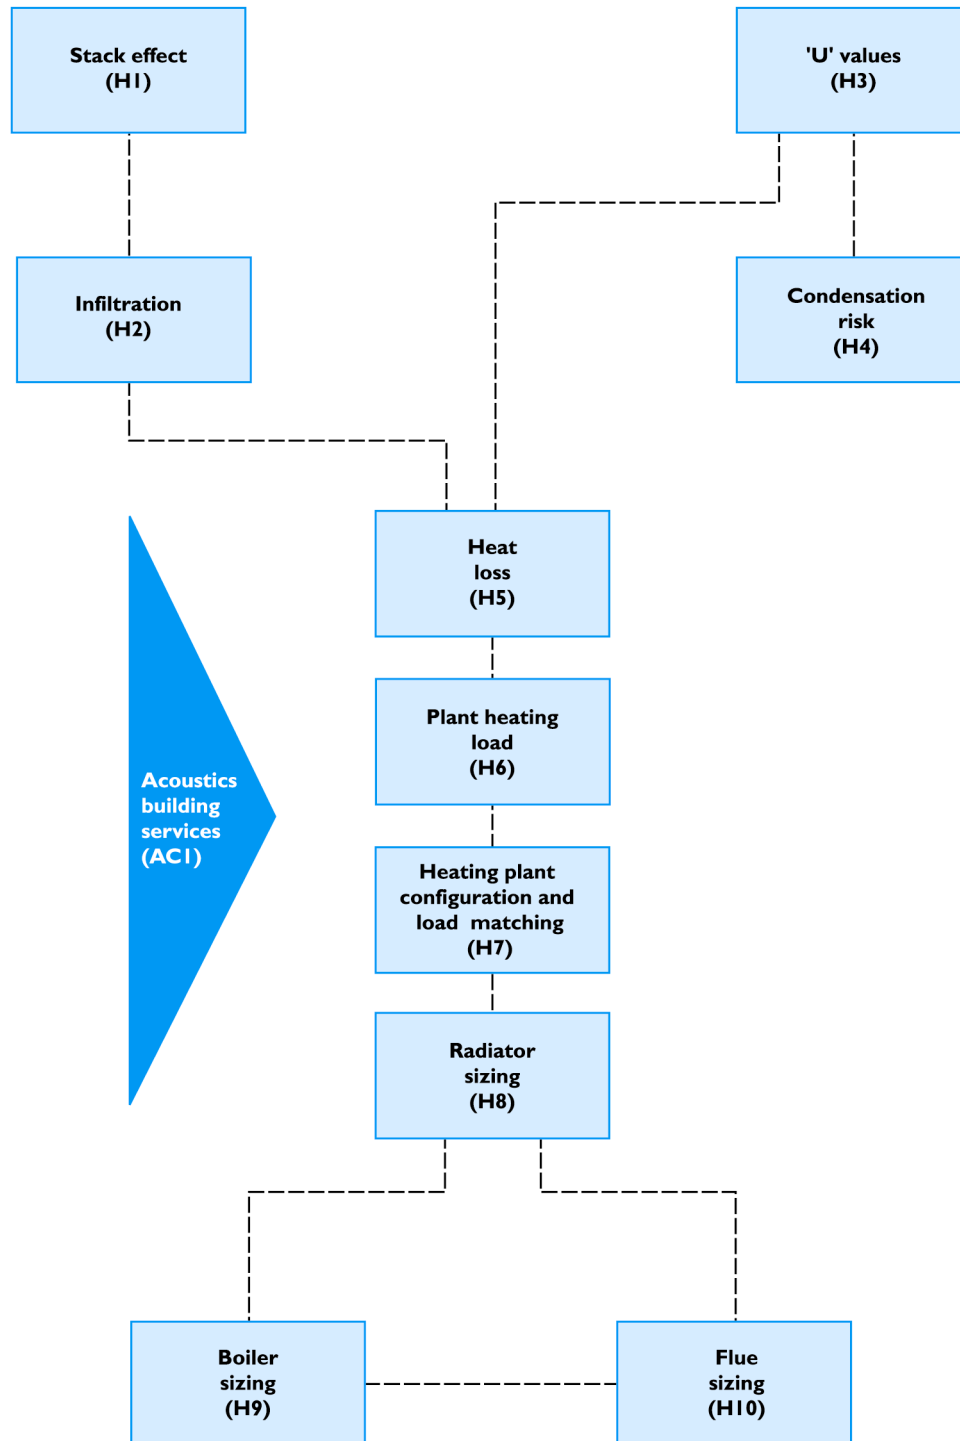 Stack effect
(H1)
'U' values
(H3)
Infiltration
(H2)
Condensation
risk
(H4)
Heat
loss
(H5)
Plant heating
load
(H6)
Acoustics
building
services
(AC1)
Heating plant
configuration and
load matching
(H7)
Radiator
sizing
(H8)
Boiler
sizing
(H9)
Flue
sizing
(H10)